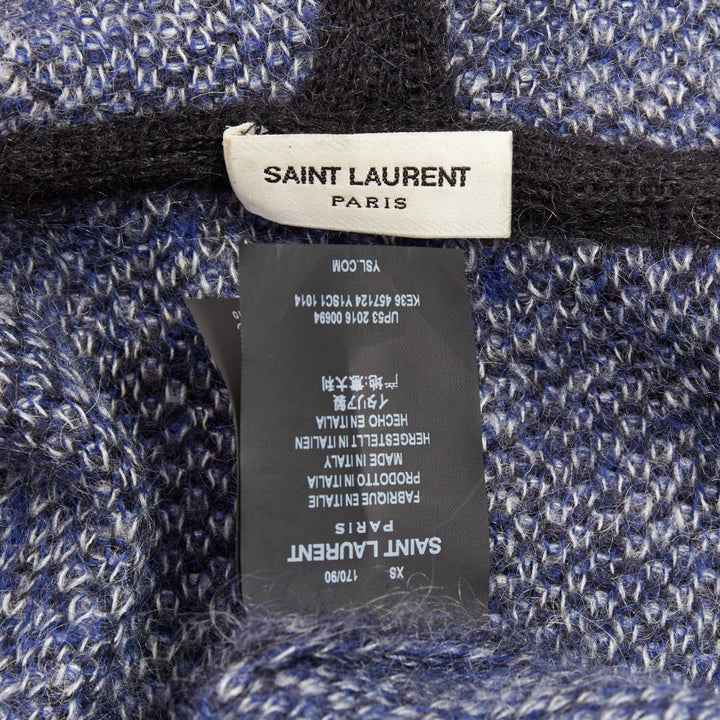 SAINT LAURENT
PARIS
XS
170/90
SAINT LAURENT
PARIS
FABRIQUE EN ITALIE
PRODOTTO IN ITALIA
MADE IN ITALY
HERGESTELLT IN ITALIEN
HECHO EN ITALIA
イタリア製
产地:意大利
UP53 2016 00694
KE36 457124 Y1SC1 1014
YSL.COM